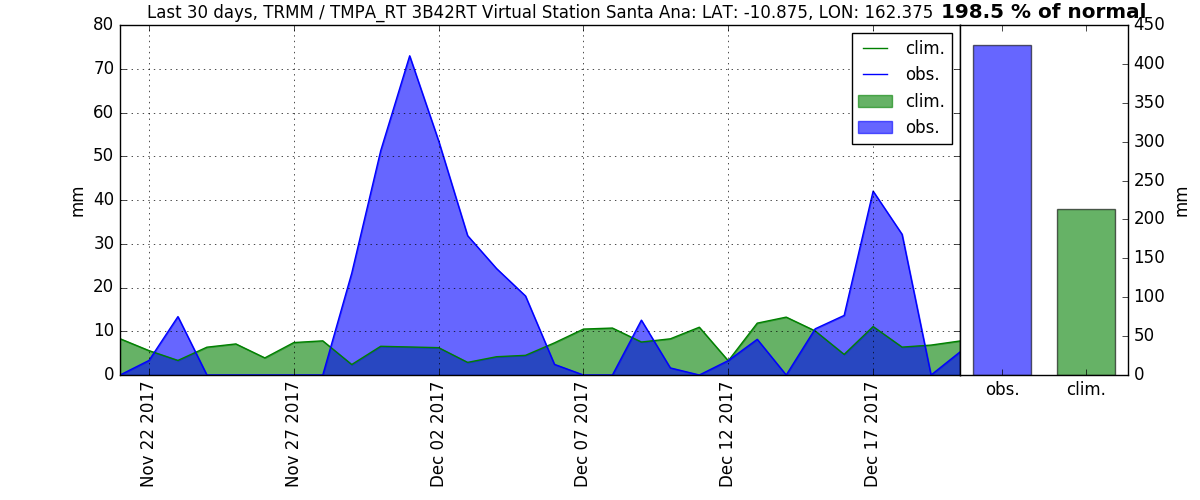 Last 30 days, TRMM / TMPA_RT 3B42RT Virtual Station Santa Ana: LAT: -10.875, LON: 162.375 198.5 % of normal
80
70
60
50
40
30
20
10
0
mm
Nov 22 2017
Nov 27 2017
Dec 02 2017
Dec 07 2017
Dec 12 2017
Dec 17 2017
clim.
obs.
clim.
obs.
450
400
350
300
250
200
150
100
50
0
mm
obs. clim.